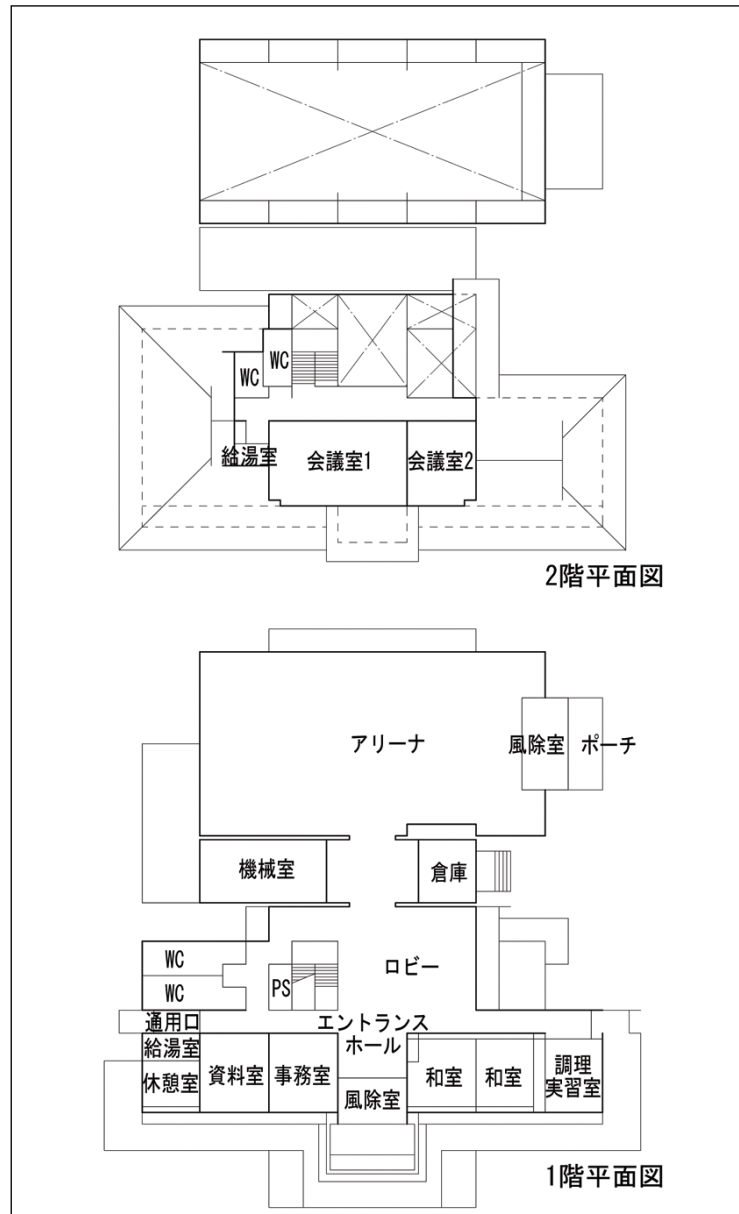 WC
WC
給湯室
会議室1
会議室2
2階平面図
アリーナ
風除室
ポーチ
機械室
倉庫
WC
ロビー
WC
PS
通用口
エントランス
ホール
給湯室
休憩室
資料室
事務室
風除室
和室
和室
調理
実習室
1階平面図